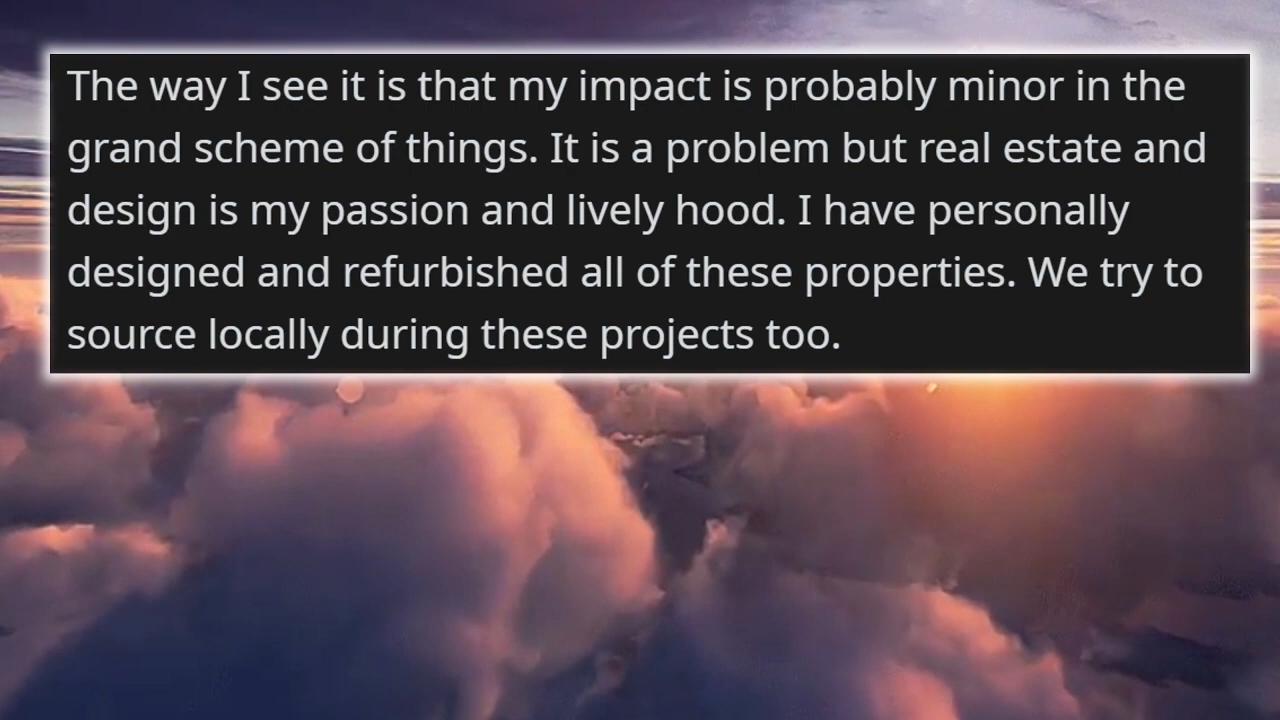 The way I see it is that my impact is probably minor in the
grand scheme of things. It is a problem but real estate and
design is my passion and lively hood. I have personally
designed and refurbished all of these properties. We try to
source locally during these projects too.